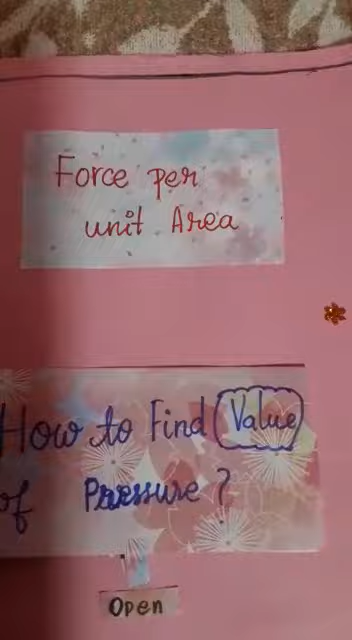 Force per
unit Area
How to Find Value
of Pressure ?
Open